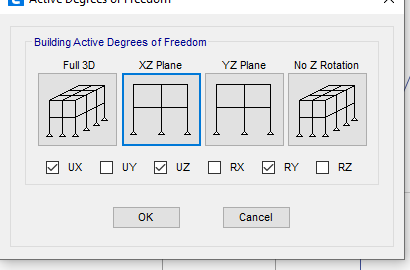 Active Degrees of Freedom
Building Active Degrees of Freedom
Full 3D XZ Plane YZ Plane No Z Rotation
UX UY UZ RX RY RZ
OK Cancel